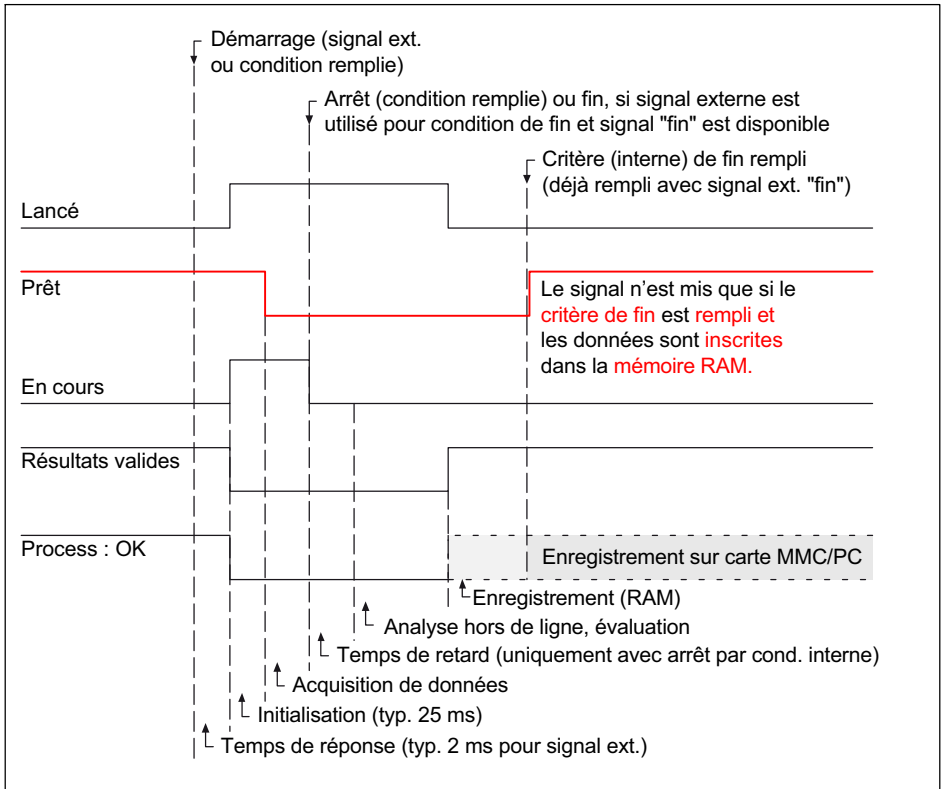 Démarrage (signal ext.
ou condition remplie)
Arrêt (condition remplie) ou fin, si signal externe est
utilisé pour condition de fin et signal "fin" est disponible
Critère (interne) de fin rempli
(déjà rempli avec signal ext. "fin")
Lancé
Prêt
Le signal n’est mis que si le
critère de fin est rempli et
les données sont inscrites
dans la mémoire RAM.
En cours
Résultats valides
Process : OK
Enregistrement sur carte MMC/PC
Enregistrement (RAM)
Analyse hors de ligne, évaluation
Temps de retard (uniquement avec arrêt par cond. interne)
Acquisition de données
Initialisation (typ. 25 ms)
Temps de réponse (typ. 2 ms pour signal ext.)